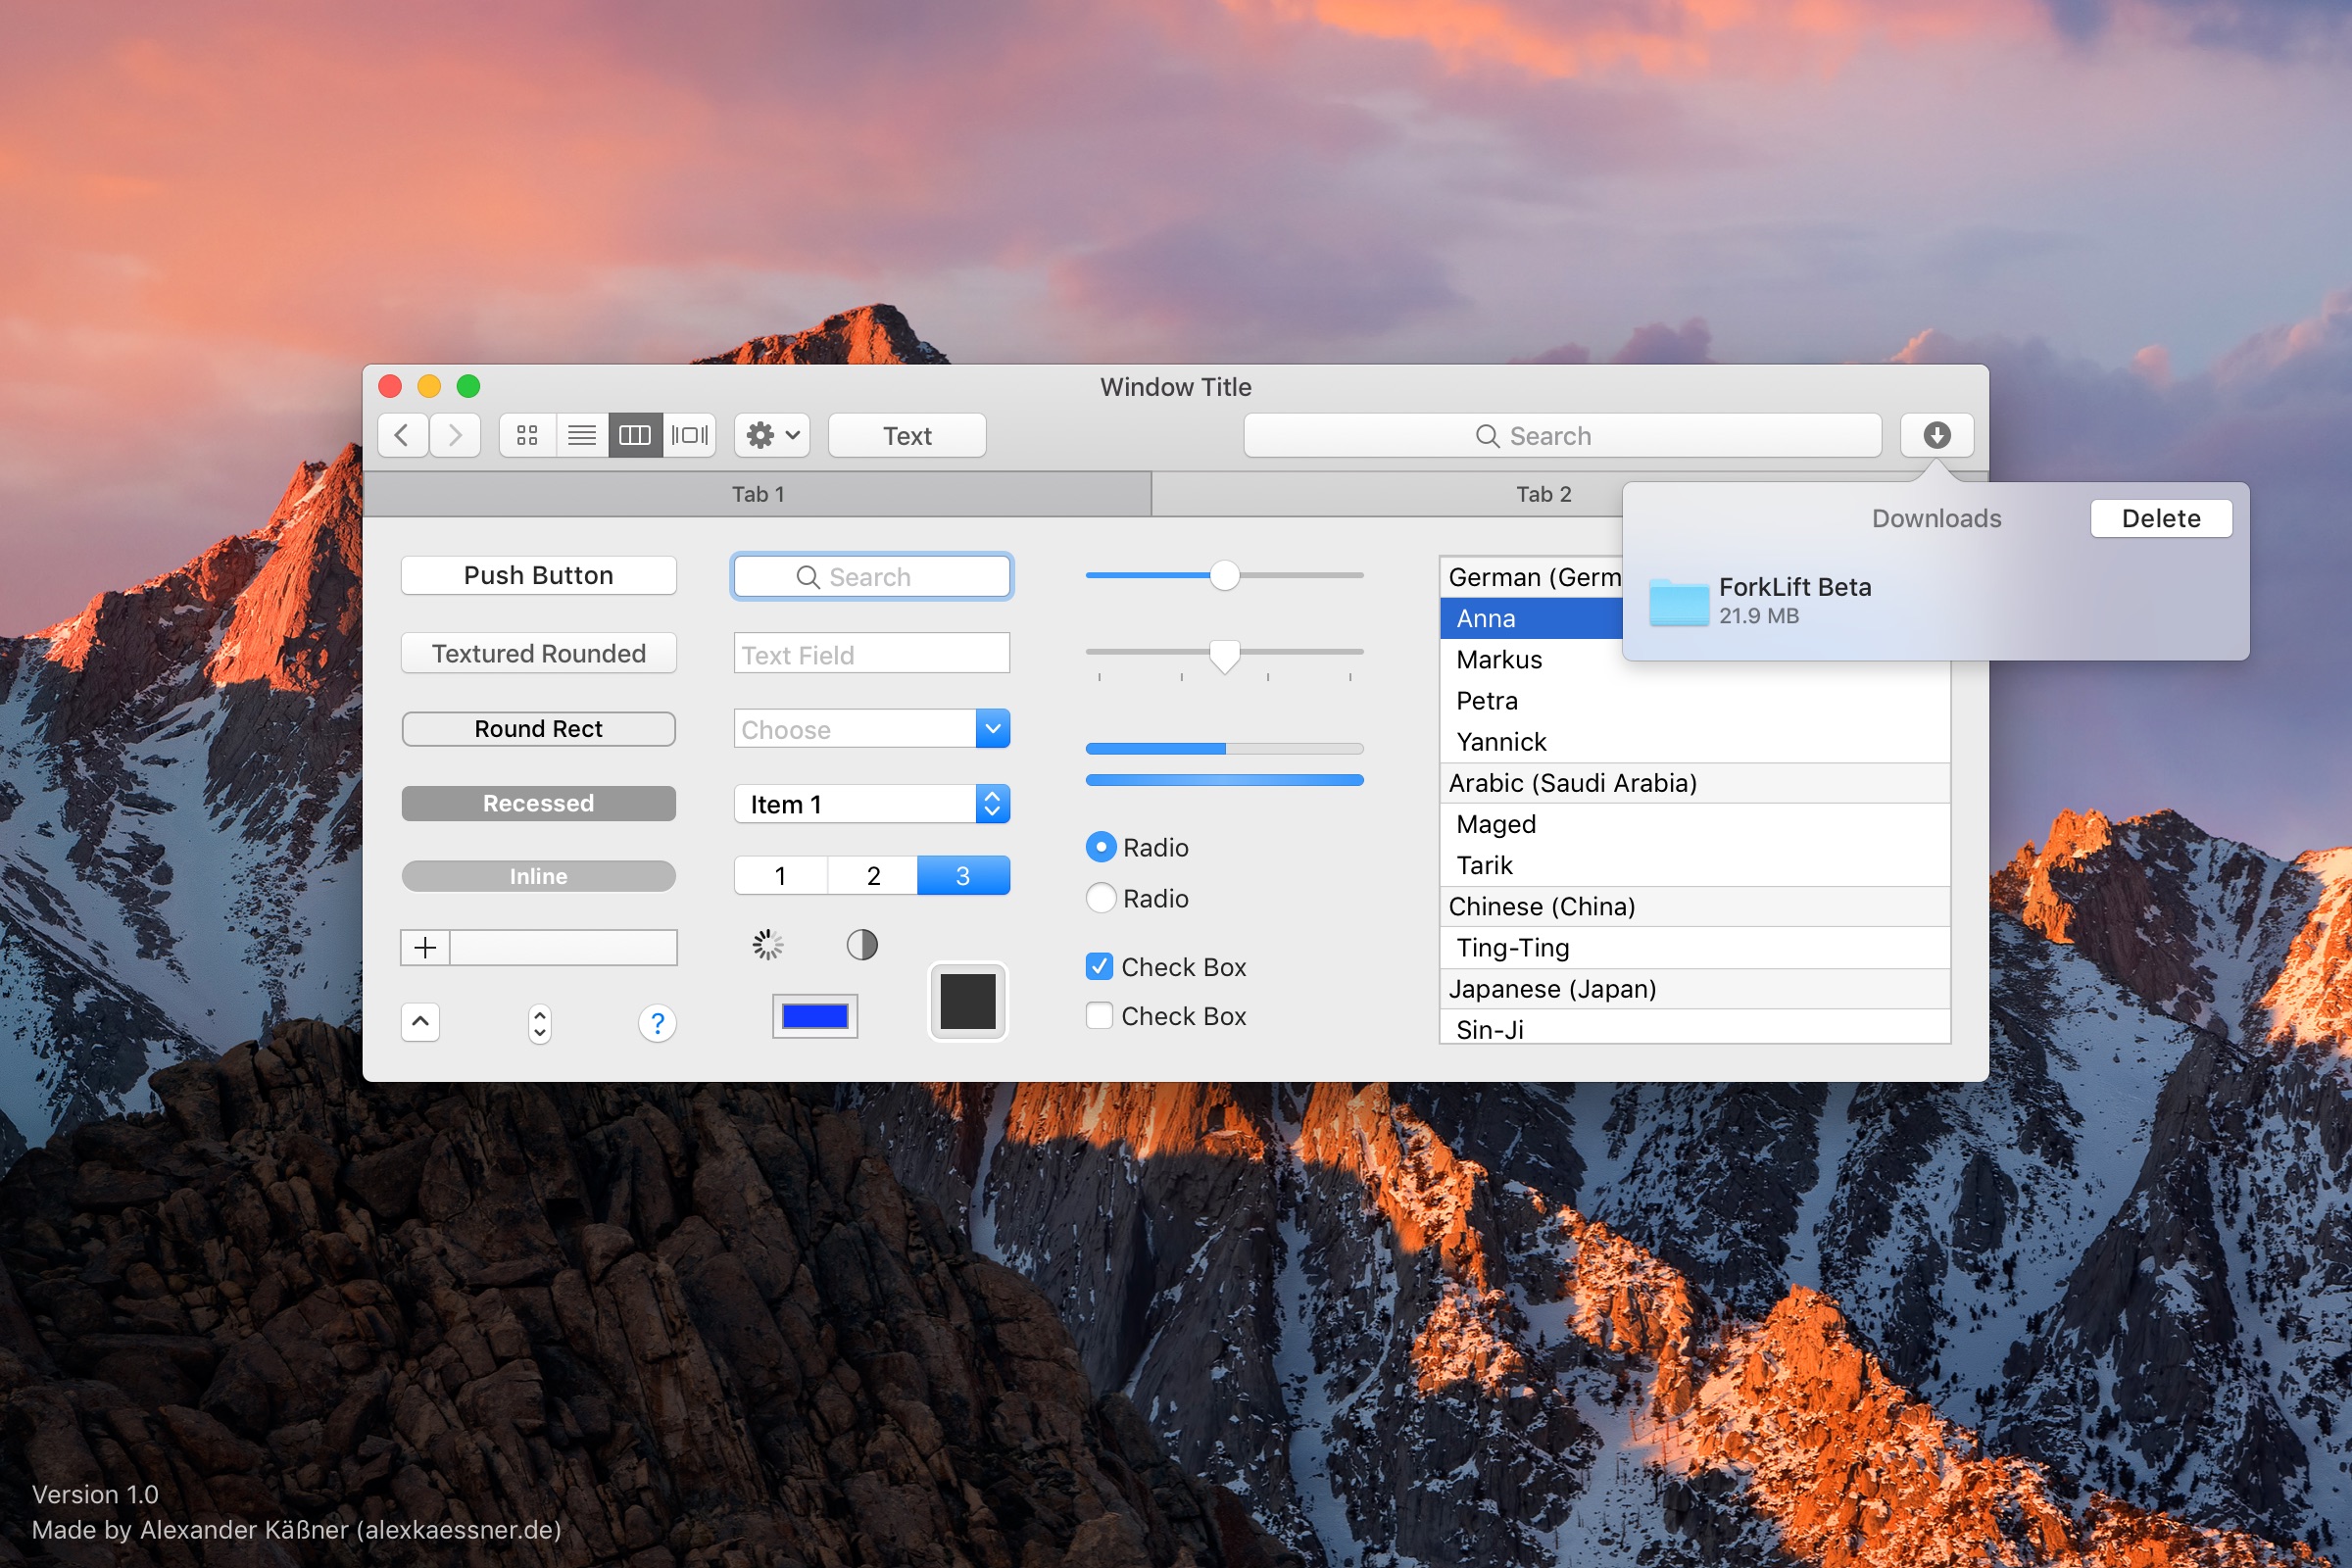 Window Title
Text
Search
Tab 1
Tab 2
Downloads
Delete
ForkLift Beta
21.9 MB
Push Button
Textured Rounded
Round Rect
Recessed
Inline
Search
Text Field
Choose
Item 1
1 2 3
?
Radio
Radio
Check Box
Check Box
German (Germ
Anna
Markus
Petra
Yannick
Arabic (Saudi Arabia)
Maged
Tarik
Chinese (China)
Ting-Ting
Japanese (Japan)
Sin-Ji
Version 1.0
Made by Alexander Käßner (alexkaessner.de)